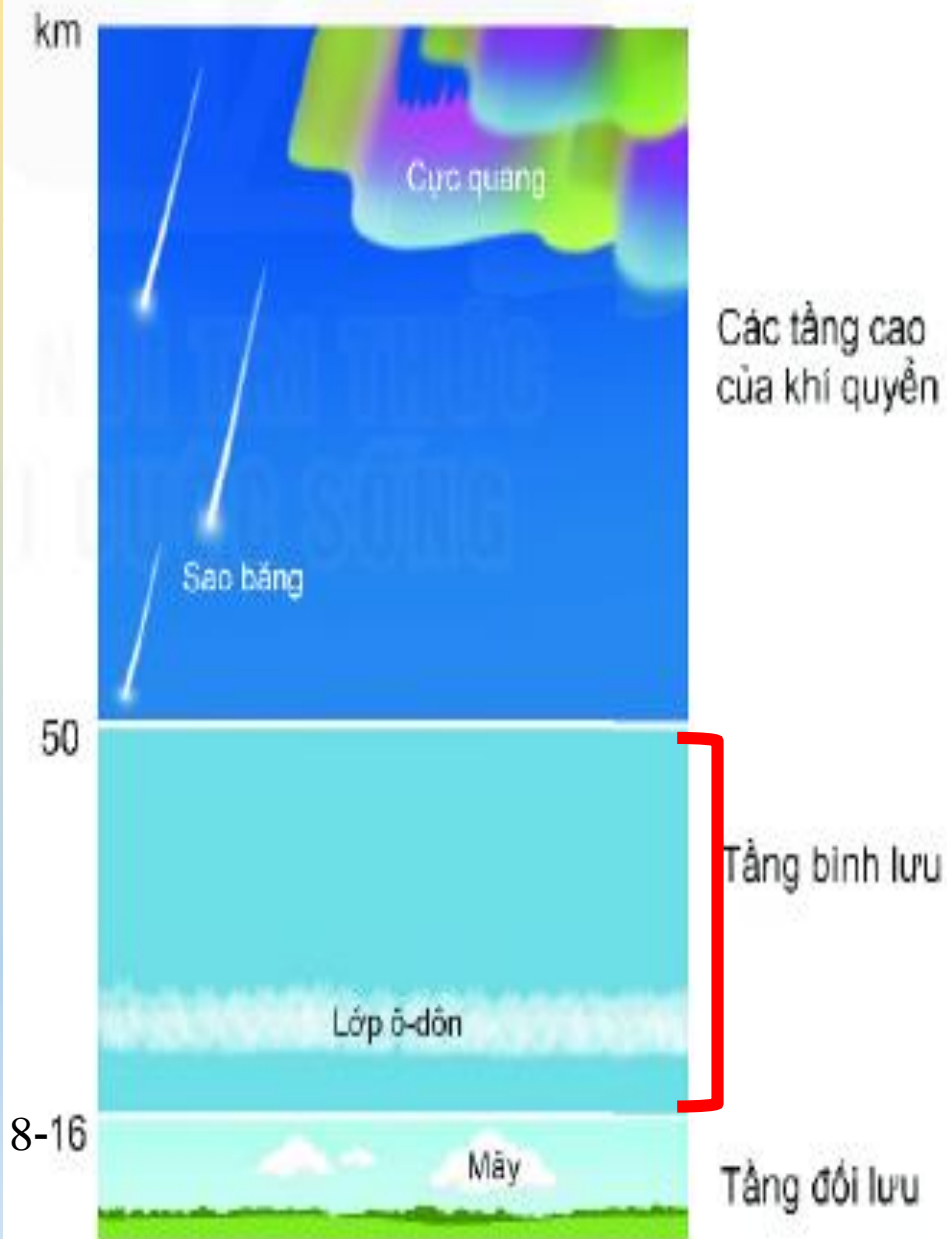 km
Cực quang
Các tầng cao
của khí quyển
Sao băng
50
Tầng bình lưu
Lớp ô-dôn
8-16
Mây
Tầng đối lưu